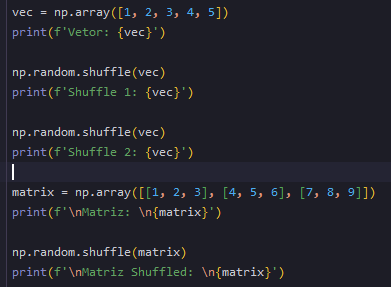 vec = np.array([1, 2, 3, 4, 5])
print(f'Vetor: {vec}')
np.random.shuffle(vec)
print(f'Shuffle 1: {vec}')
np.random.shuffle(vec)
print(f'Shuffle 2: {vec}')
matrix = np.array([[1, 2, 3], [4, 5, 6], [7, 8, 9]])
print(f'\nMatriz: \n{matrix}')
np.random.shuffle(matrix)
print(f'\nMatriz Shuffled: \n{matrix}')